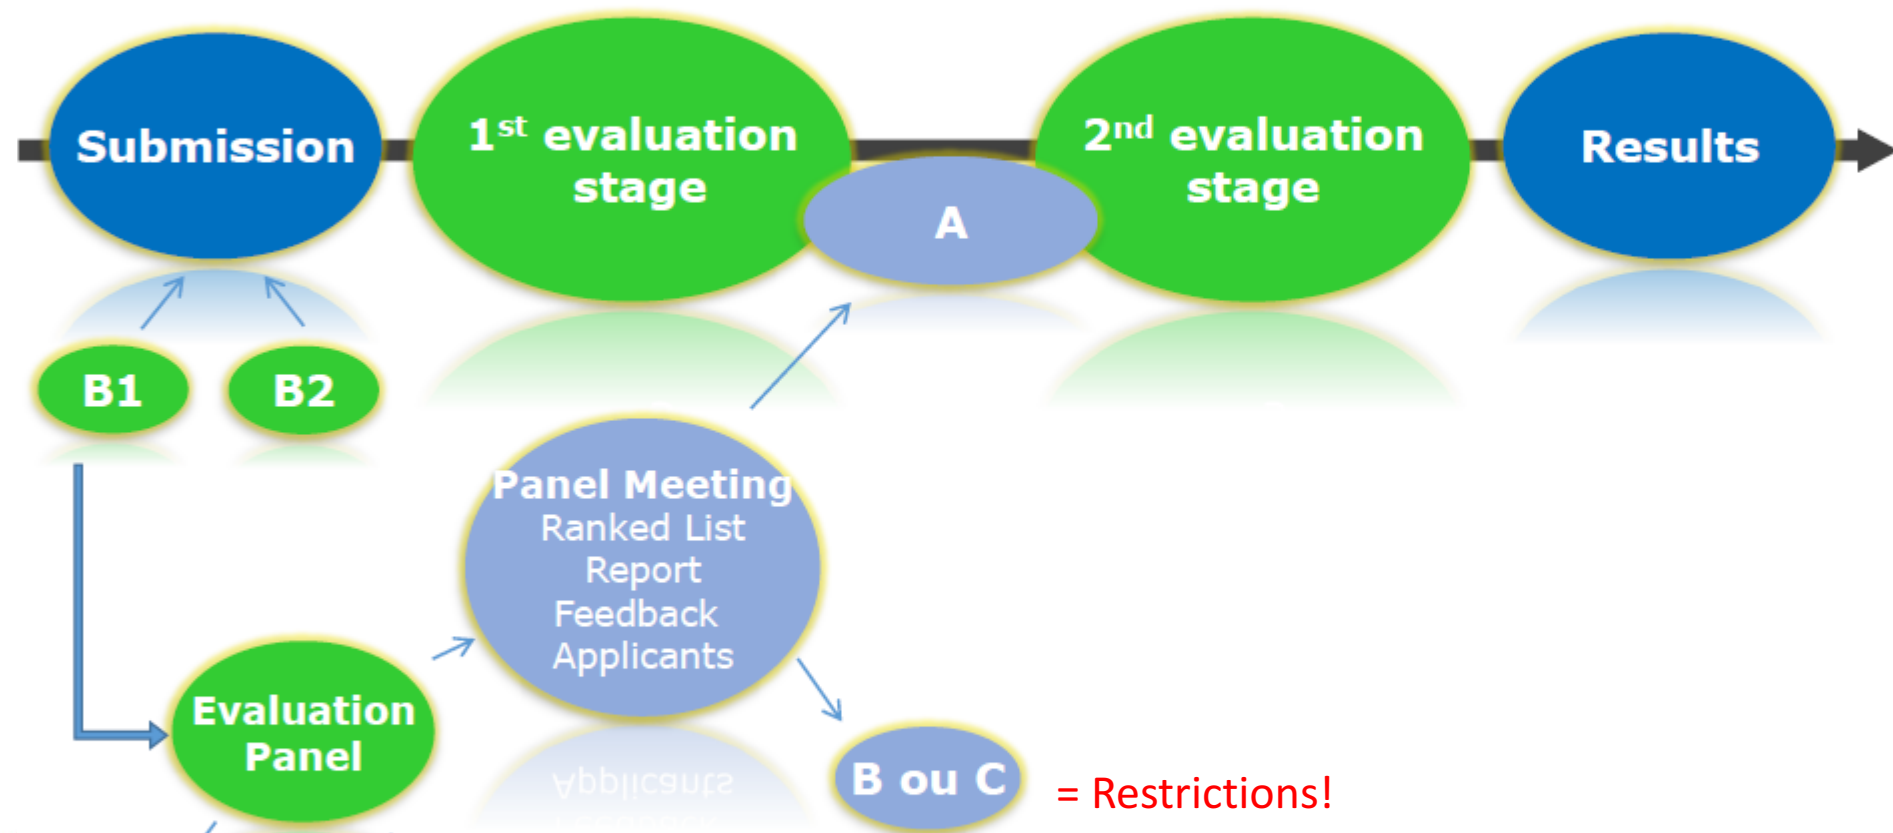 Submission
1st evaluation
stage
A
2nd evaluation
stage
Results
B1
B2
Panel Meeting
Ranked List
Report
Feedback
Applicants
Evaluation
Panel
B ou C
= Restrictions!